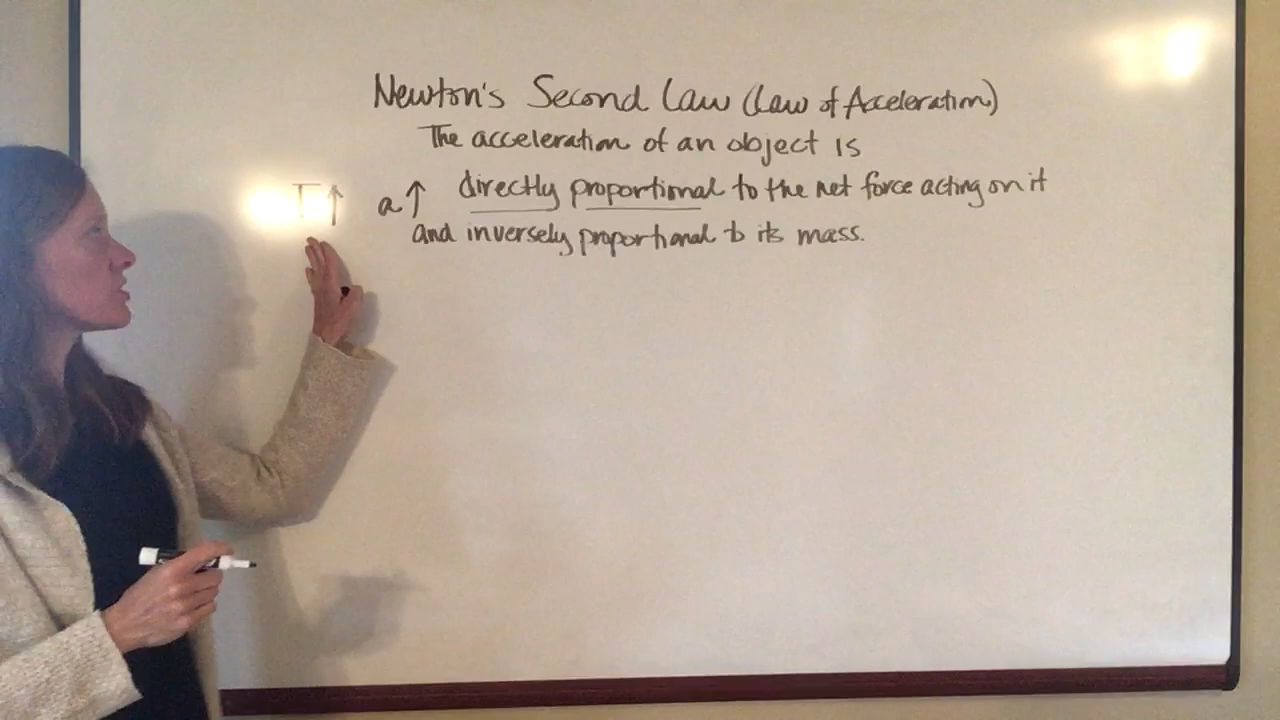 Newton's Second Law (Law of Acceleration)
The acceleration of an object is
a↑ directly proportional to the net force acting on it
and inversely proportional to its mass.